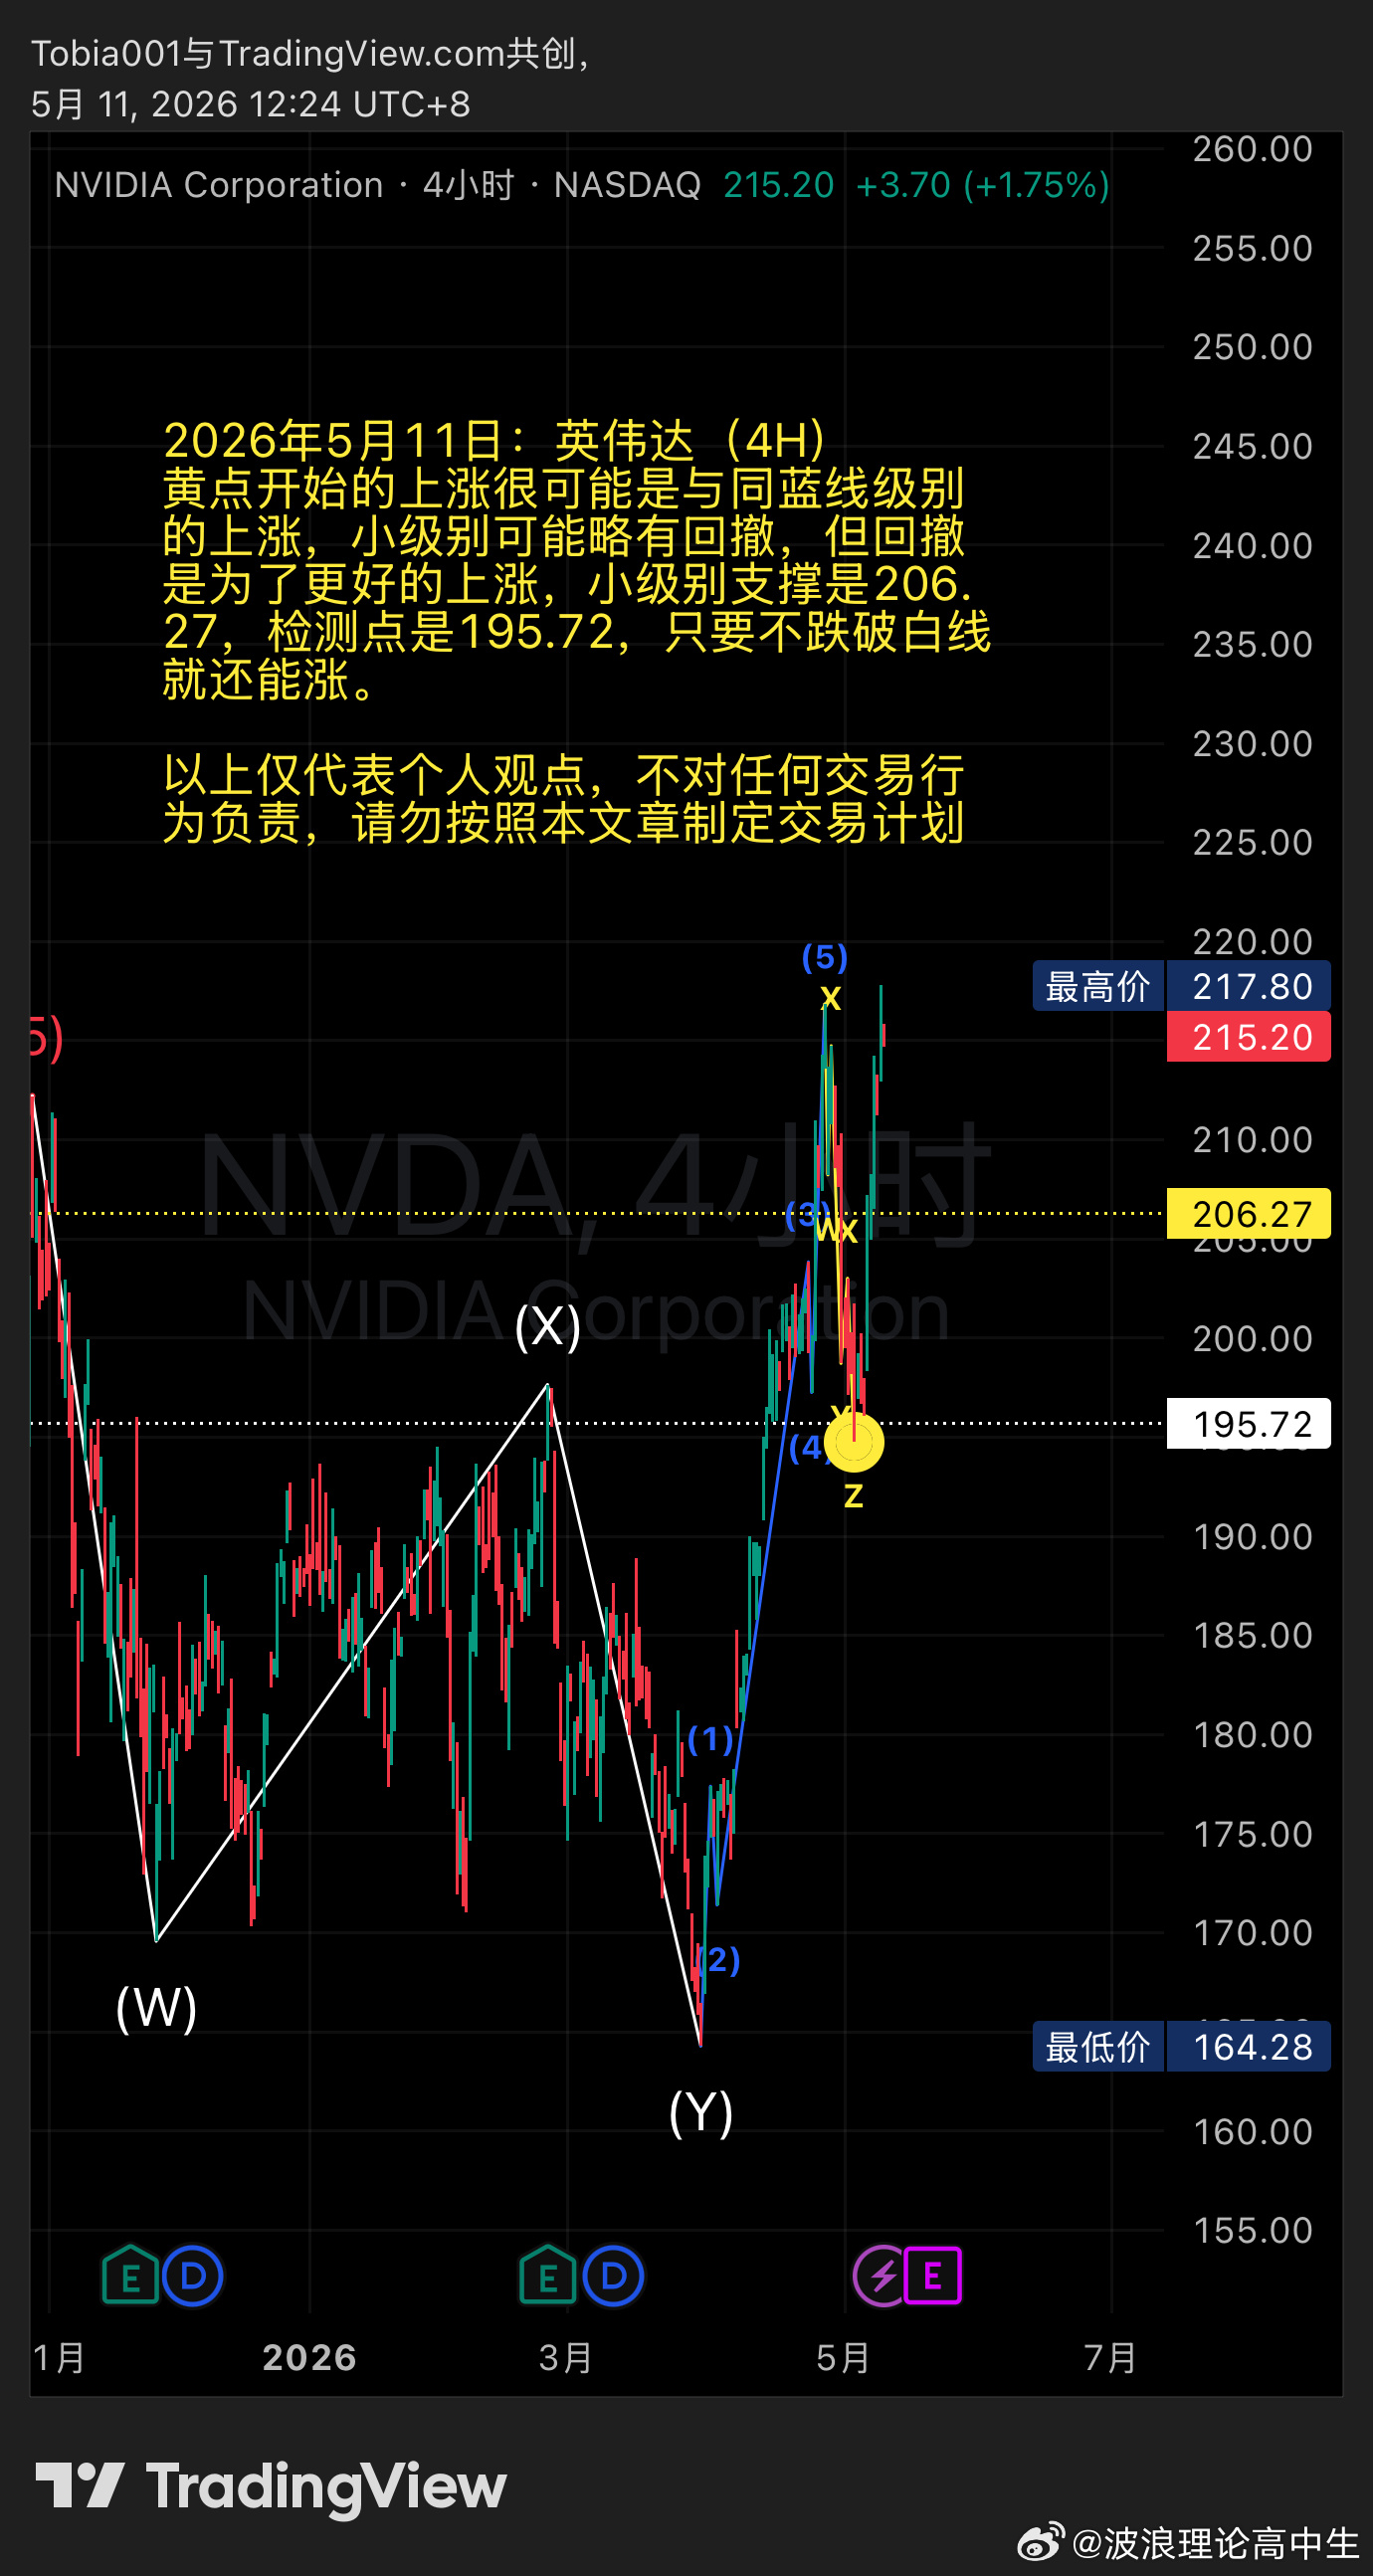 Tobia001与TradingView.com共创，
5月 11, 2026 12:24 UTC+8
NVIDIA Corporation · 4小时 · NASDAQ 215.20 +3.70 (+1.75%)
260.00
255.00
250.00
245.00
2026年5月11日：英伟达（4H）
黄点开始的上涨很可能是与同蓝线级别
的上涨，小级别可能略有回撤，但回撤
是为了更好的上涨，小级别支撑是206.
27，检测点是195.72，只要不跌破白线
就还能涨。
240.00
235.00
230.00
以上仅代表个人观点，不对任何交易行
为负责，请勿按照本文章制定交易计划
225.00
220.00
(5)
X
最高价 217.80
5)
215.20
210.00
NVDA, 4小时
206.27
(3)
W
X
205.00
NVIDIA Corporation
(X)
200.00
195.72
Y
(4)
Z
190.00
185.00
180.00
(1)
175.00
170.00
(2)
(W)
最低价 164.28
(Y)
160.00
155.00
E D E D E
1月 2026 3月 5月 7月
TradingView
@波浪理论高中生